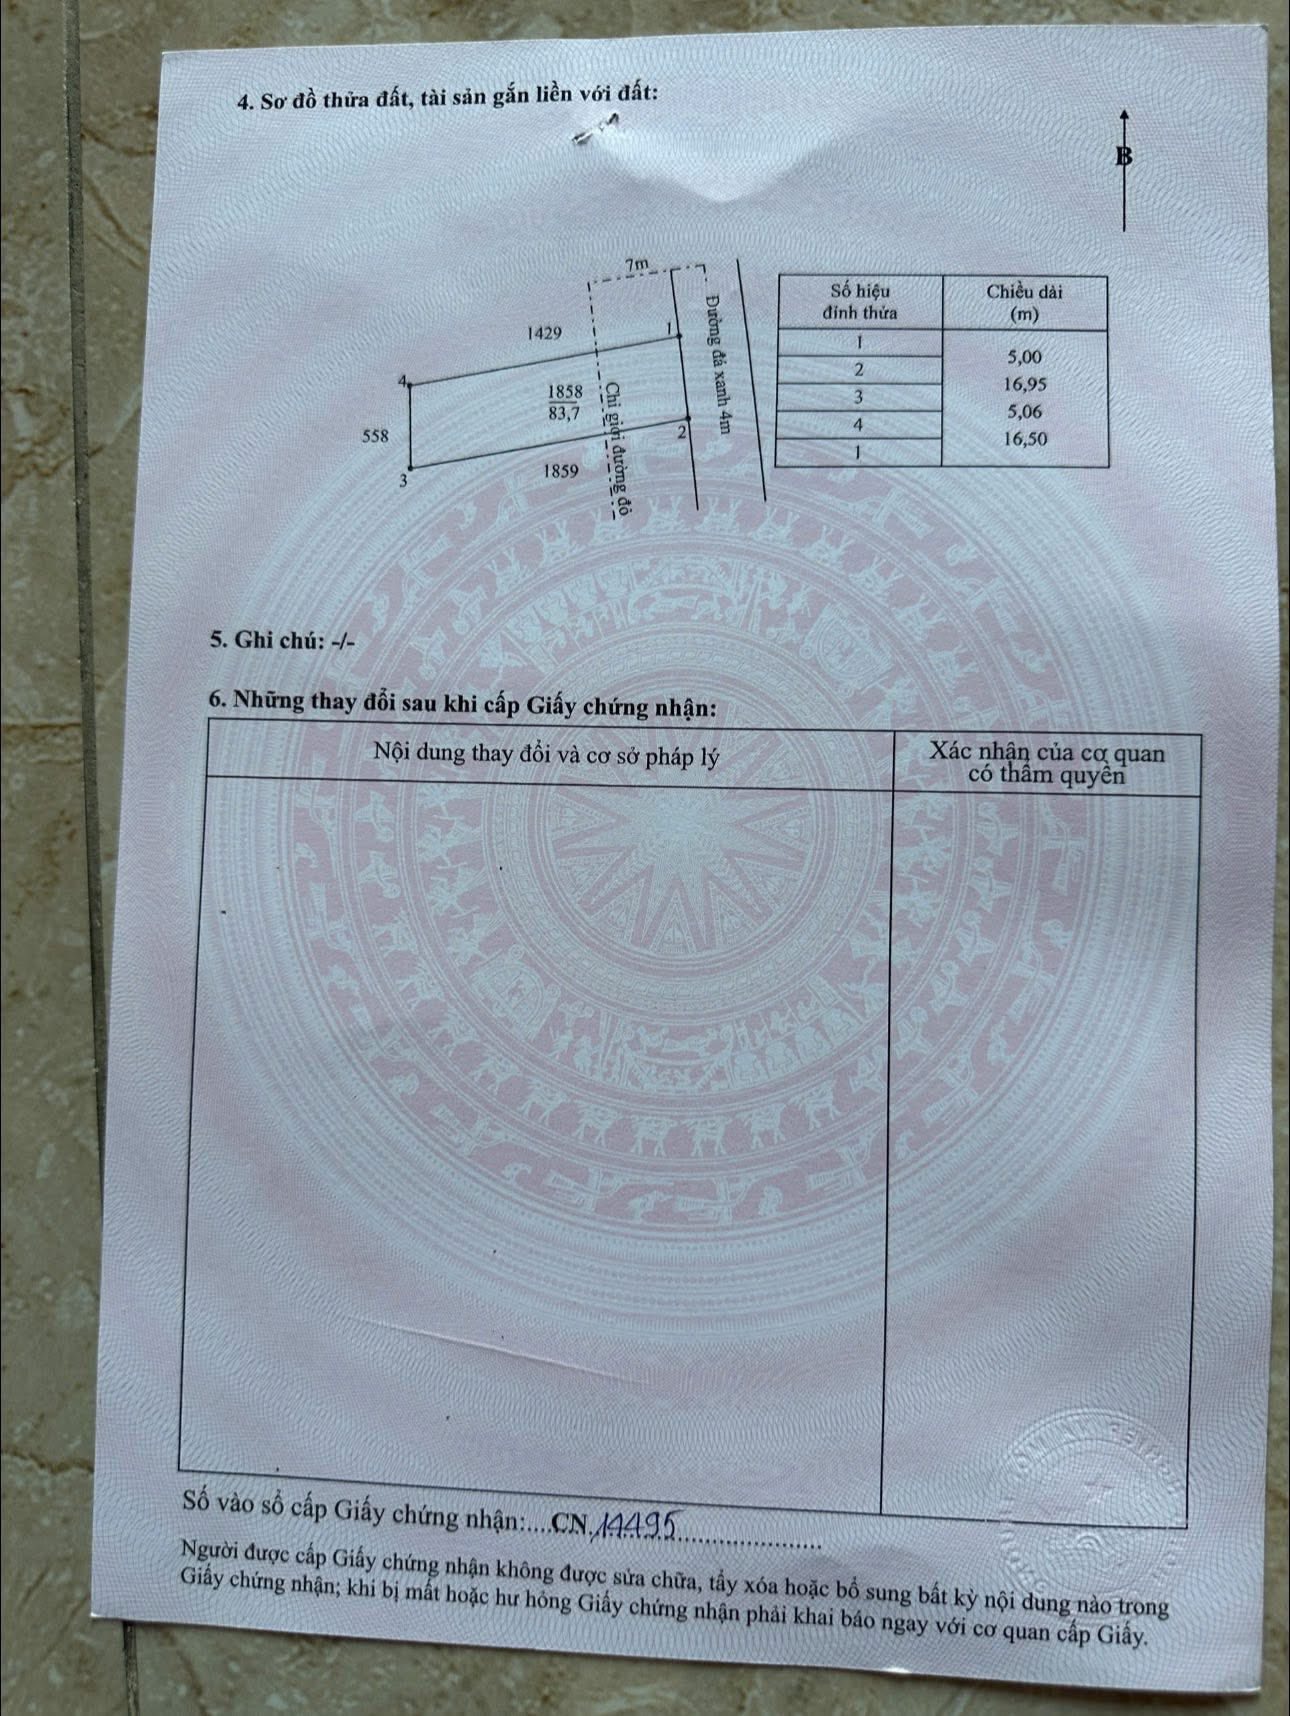 4. Sơ đồ thửa đất, tài sản gắn liền với đất:
B
7m
1429
1
4
1858
83,7
558
2
3
1859
Chỉ giới đường đỏ
Đường đá xanh 4m
Số hiệu đỉnh thửa
Chiều dài (m)
1
5,00
2
16,95
3
5,06
4
16,50
1
5. Ghi chú: -/-
6. Những thay đổi sau khi cấp Giấy chứng nhận:
Nội dung thay đổi và cơ sở pháp lý
Xác nhận của cơ quan
có thẩm quyền
Số vào sổ cấp Giấy chứng nhận:....CN.14495
Người được cấp Giấy chứng nhận không được sửa chữa, tẩy xóa hoặc bổ sung bất kỳ nội dung nào trong
Giấy chứng nhận; khi bị mất hoặc hư hỏng Giấy chứng nhận phải khai báo ngay với cơ quan cấp Giấy.